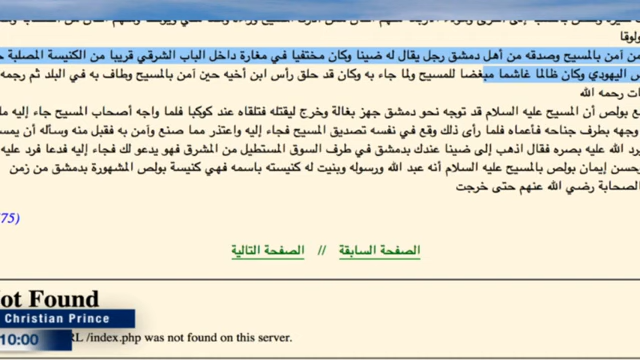 من آمن بالمسيح وصدقه من أهل دمشق رجل يقال له ضينا وكان مختفيا في مغارة داخل الباب الشرقي قريبا من الكنيسة المصلبة
اليهودي وكان ظالما غاشما مبغضا للمسيح ولما جاء به وكان قد حلق رأس ابن أخيه حين آمن بالمسيح وطاف به في البلد ثم رجمه
مات رحمه الله
بولص أن المسيح عليه السلام قد توجه نحو دمشق جهز بغالة وخرج ليقتله فتلقاه عند كوكبا فلما واجه أصحاب المسيح جاء إليه
وجهه بطرف جناحه فأعماه فلما رأى ذلك وقع في نفسه تصديق المسيح فجاء إليه واعتذر مما صنع وآمن به فقبل منه وسأله أن
يرد الله عليه بصره فقال اذهب إلى ضينا عندك بدمشق في طرف السوق المستطيل من المشرق فهو يدعو لك فجاء إليه فدعا فرد عليه
وحسن إيمان بولص بالمسيح عليه السلام أنه عبد الله ورسوله وبنيت له كنيسته باسمه فهي كنيسة بولص المشهورة بدمشق من زمن
الصحابة رضي الله عنهم حتى خرجت
75)
الصفحة السابقة // الصفحة التالية
ot Found
Christian Prince
10:00 RL /index.php was not found on this server.